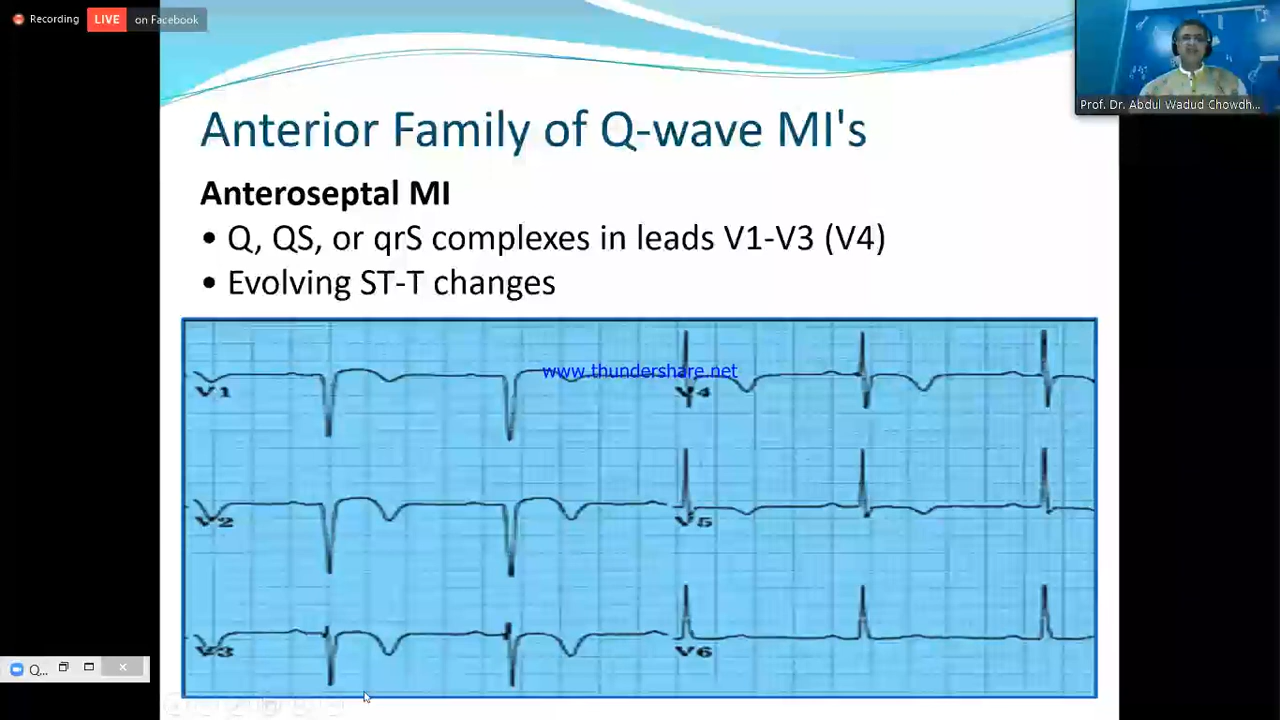 Recording LIVE on Facebook
Prof. Dr. Abdul Wadud Chowdh...
Anterior Family of Q-wave MI's
Anteroseptal MI
• Q, QS, or qrS complexes in leads V1-V3 (V4)
• Evolving ST-T changes
www.thundershare.net
V1 V4
V2 V5
V3 V6
Q...